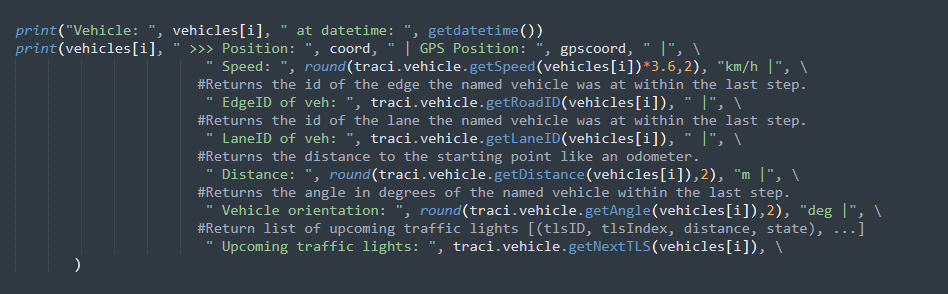 print("Vehicle: ", vehicles[i], " at datetime: ", getdatetime())
print(vehicles[i], " >>> Position: ", coord, " | GPS Position: ", gpscoord, " |", \
" Speed: ", round(traci.vehicle.getSpeed(vehicles[i])*3.6,2), "km/h |", \
#Returns the id of the edge the named vehicle was at within the last step.
" EdgeID of veh: ", traci.vehicle.getRoadID(vehicles[i]), " |", \
#Returns the id of the lane the named vehicle was at within the last step.
" LaneID of veh: ", traci.vehicle.getLaneID(vehicles[i]), " |", \
#Returns the distance to the starting point like an odometer.
" Distance: ", round(traci.vehicle.getDistance(vehicles[i]),2), "m |", \
#Returns the angle in degrees of the named vehicle within the last step.
" Vehicle orientation: ", round(traci.vehicle.getAngle(vehicles[i]),2), "deg |", \
#Return list of upcoming traffic lights [(tlsID, tlsIndex, distance, state), ...]
" Upcoming traffic lights: ", traci.vehicle.getNextTLS(vehicles[i]), \
)